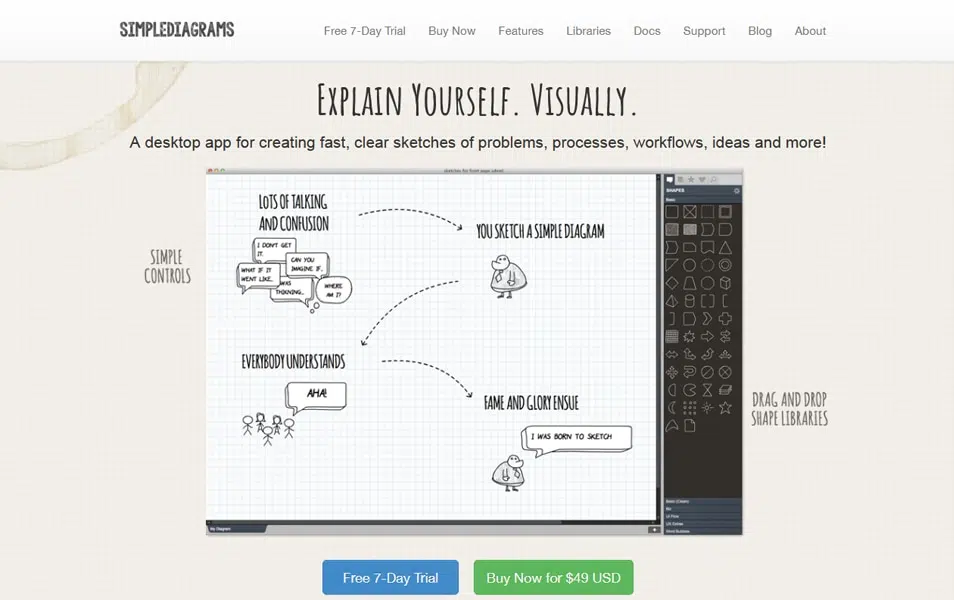 SIMPLEDIAGRAMS
Free 7-Day Trial
Buy Now
Features
Libraries
Docs
Support
Blog
About
EXPLAIN YOURSELF. VISUALLY.
A desktop app for creating fast, clear sketches of problems, processes, workflows, ideas and more!
SIMPLE
CONTROLS
LOTS OF TALKING
AND CONFUSION
I DON'T GET
IT.
CAN YOU
IMAGINE IF..
WHAT IF IT
WENT LIKE..
WAS
THINKING...
WHERE
AM I?
YOU SKETCH A SIMPLE DIAGRAM
EVERYBODY UNDERSTANDS
AHA!
FAME AND GLORY ENSUE
I WAS BORN TO SKETCH
My Diagram
SHAPES
Basic
DRAG AND DROP
SHAPE LIBRARIES
Free 7-Day Trial
Buy Now for $49 USD